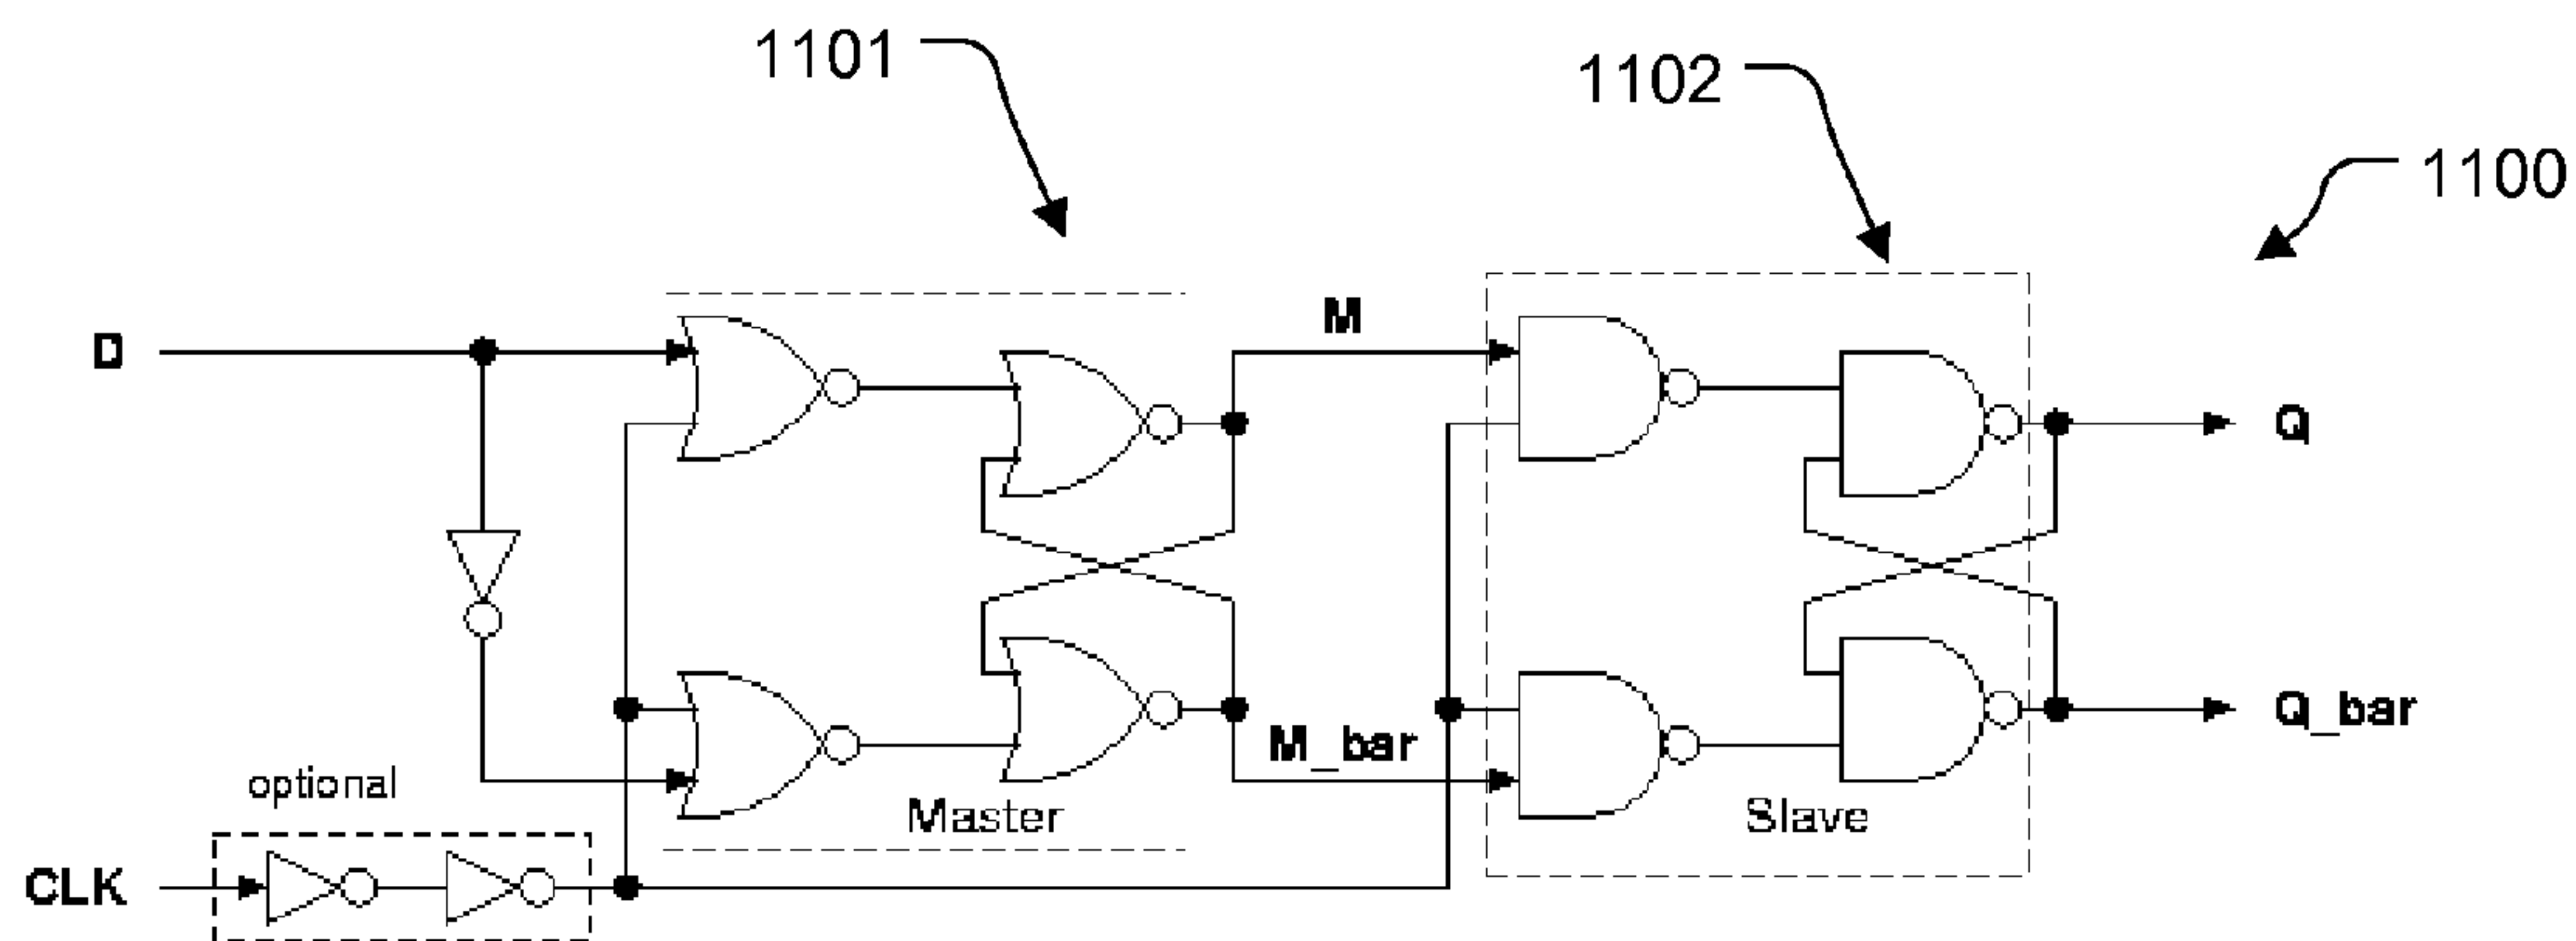 1101
1102
1100
D
M
Q
M_bar
Q_bar
optional
Master
Slave
CLK